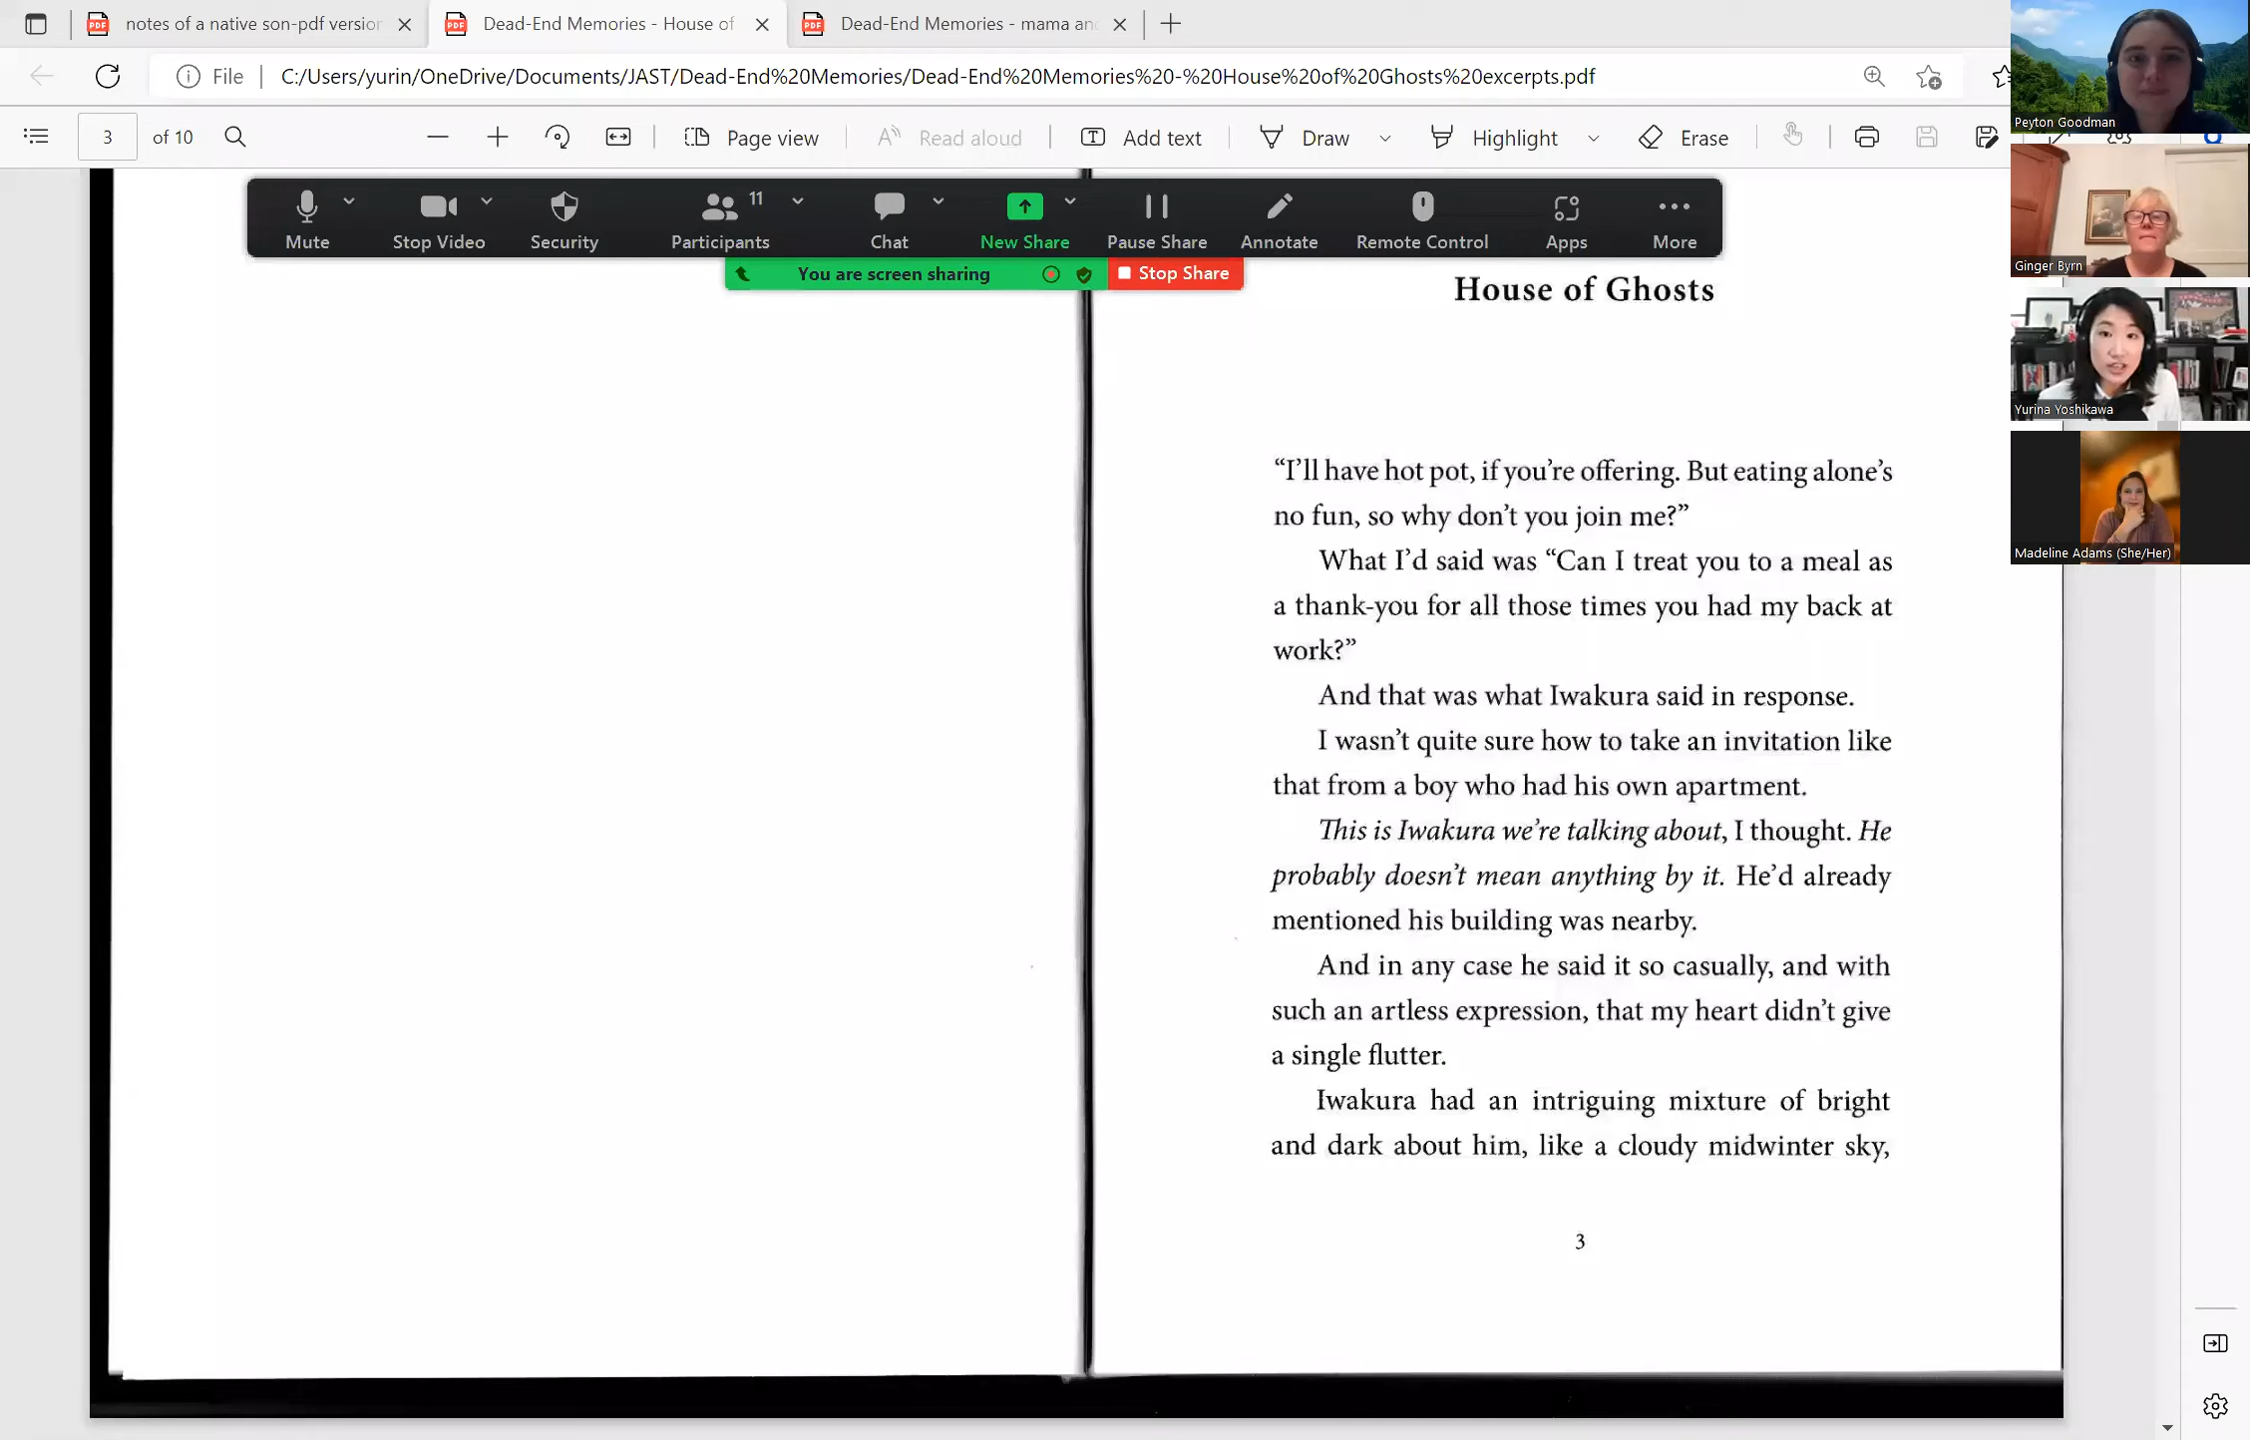 notes of a native son-pdf version
Dead-End Memories - House of
Dead-End Memories - mama an
File
C:/Users/yurin/OneDrive/Documents/JAST/Dead-End%20Memories/Dead-End%20Memories%20-%20House%20of%20Ghosts%20excerpts.pdf
3 of 10
Page view
Read aloud
Add text
Draw
Highlight
Erase
Mute
Stop Video
Security
Participants 11
Chat
New Share
Pause Share
Annotate
Remote Control
Apps
More
You are screen sharing
Stop Share
Peyton Goodman
Ginger Byrn
Yurina Yoshikawa
Madeline Adams (She/Her)
House of Ghosts
“I’ll have hot pot, if you’re offering. But eating alone’s
no fun, so why don’t you join me?”
What I’d said was “Can I treat you to a meal as
a thank-you for all those times you had my back at
work?”
And that was what Iwakura said in response.
I wasn’t quite sure how to take an invitation like
that from a boy who had his own apartment.
This is Iwakura we’re talking about, I thought. He
probably doesn’t mean anything by it. He’d already
mentioned his building was nearby.
And in any case he said it so casually, and with
such an artless expression, that my heart didn’t give
a single flutter.
Iwakura had an intriguing mixture of bright
and dark about him, like a cloudy midwinter sky,
3